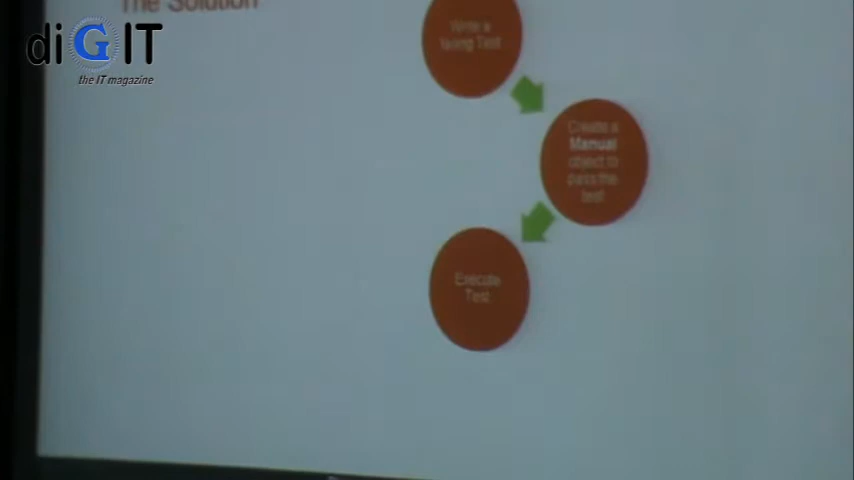 The Solution
diGIT
the IT magazine
Write a
failing Test
Create a
Manual
object to
pass the
test
Execute
Test